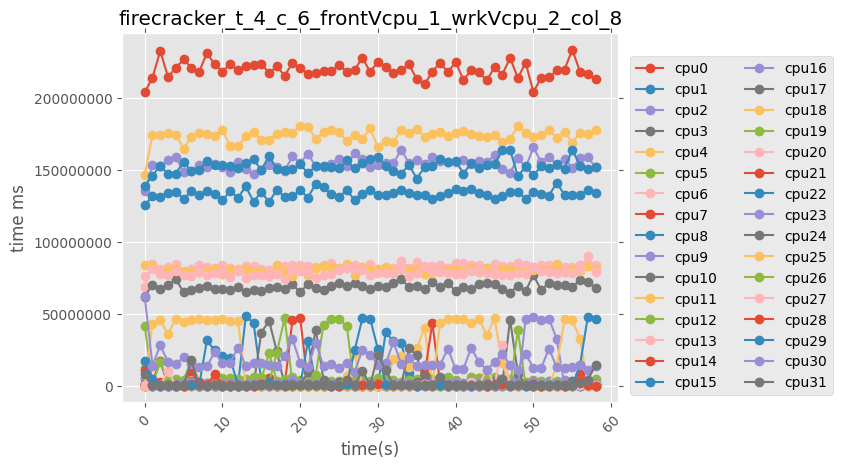 firecracker_t_4_c_6_frontVcpu_1_wrkVcpu_2_col_8
time ms
200000000
150000000
100000000
50000000
0
0
10
20
30
40
50
60
time(s)
cpu0
cpu1
cpu2
cpu3
cpu4
cpu5
cpu6
cpu7
cpu8
cpu9
cpu10
cpu11
cpu12
cpu13
cpu14
cpu15
cpu16
cpu17
cpu18
cpu19
cpu20
cpu21
cpu22
cpu23
cpu24
cpu25
cpu26
cpu27
cpu28
cpu29
cpu30
cpu31